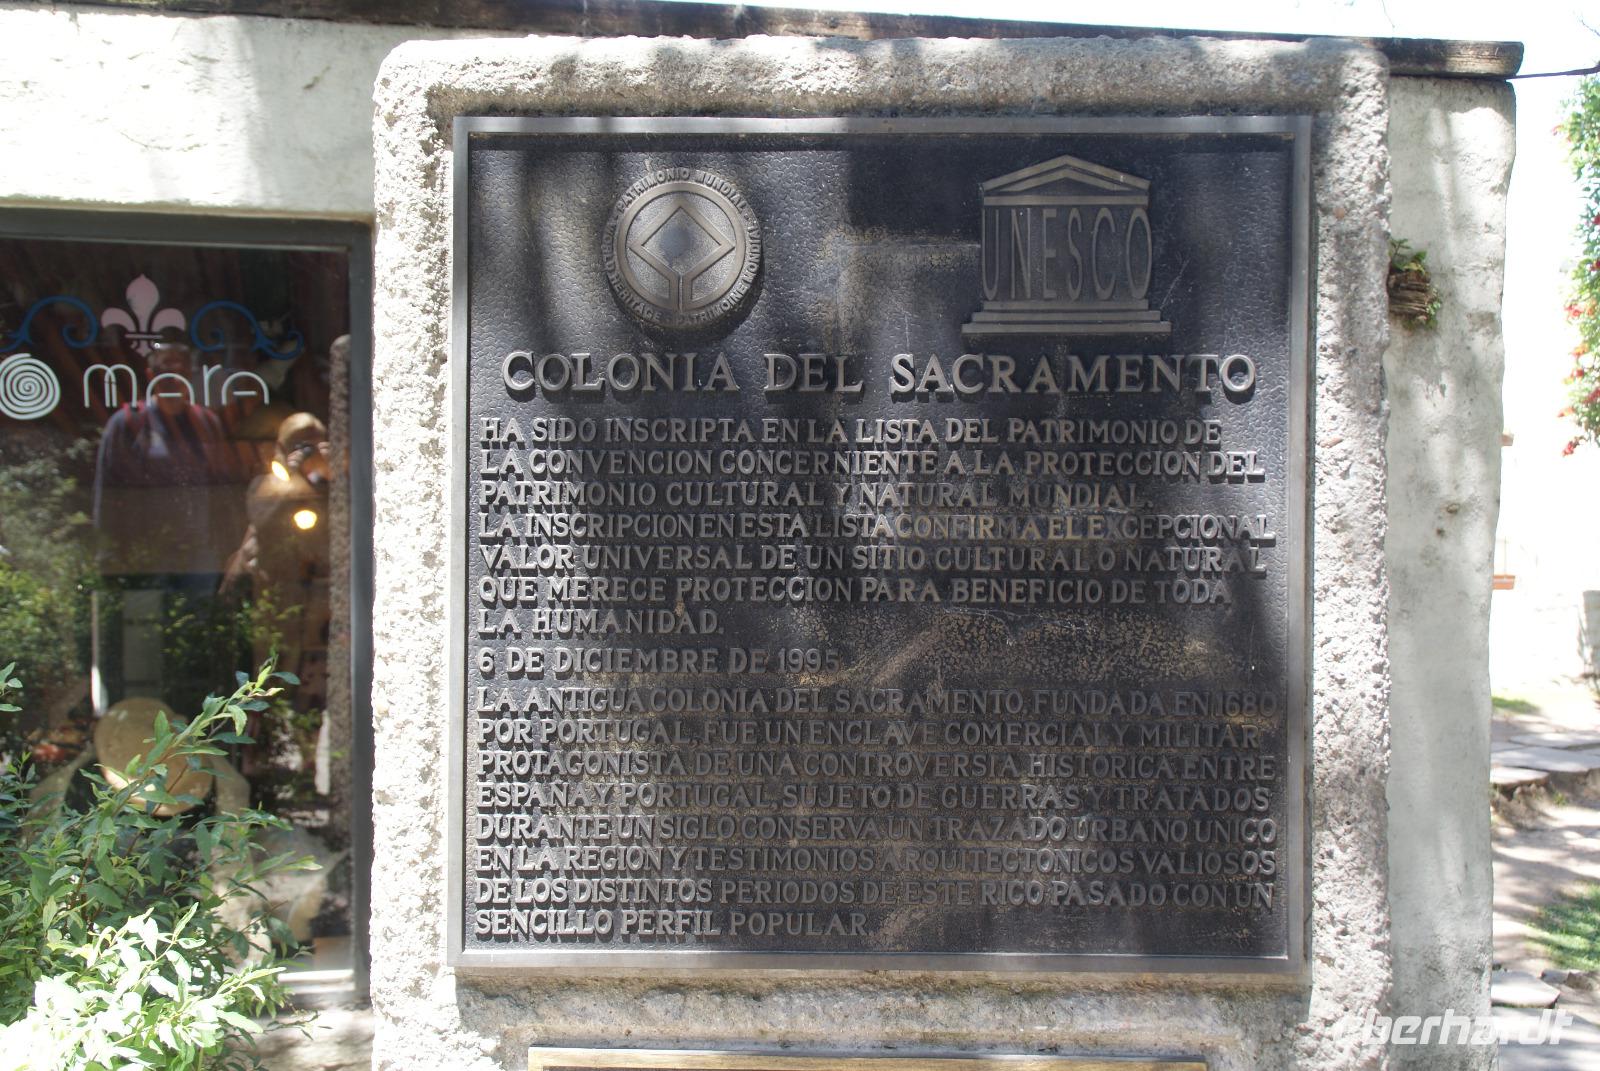 PATRIMONIO MUNDIAL • WORLD HERITAGE • PATRIMOINE MONDIAL
UNESCO
COLONIA DEL SACRAMENTO
HA SIDO INSCRIPTA EN LA LISTA DEL PATRIMONIO DE
LA CONVENCION CONCERNIENTE A LA PROTECCION DEL
PATRIMONIO CULTURAL Y NATURAL MUNDIAL.
LA INSCRIPCION EN ESTA LISTA CONFIRMA EL EXCEPCIONAL
VALOR UNIVERSAL DE UN SITIO CULTURAL O NATURAL
QUE MERECE PROTECCION PARA BENEFICIO DE TODA
LA HUMANIDAD.
6 DE DICIEMBRE DE 1995
LA ANTIGUA COLONIA DEL SACRAMENTO, FUNDADA EN 1680
POR PORTUGAL, FUE UN ENCLAVE COMERCIAL Y MILITAR
PROTAGONISTA DE UNA CONTROVERSIA HISTORICA ENTRE
ESPAÑA Y PORTUGAL, SUJETO DE GUERRAS Y TRATADOS
DURANTE UN SIGLO CONSERVA UN TRAZADO URBANO UNICO
EN LA REGION Y TESTIMONIOS ARQUITECTONICOS VALIOSOS
DE LOS DISTINTOS PERIODOS DE ESTE RICO PASADO CON UN
SENCILLO PERFIL POPULAR.
mara
eberhardt